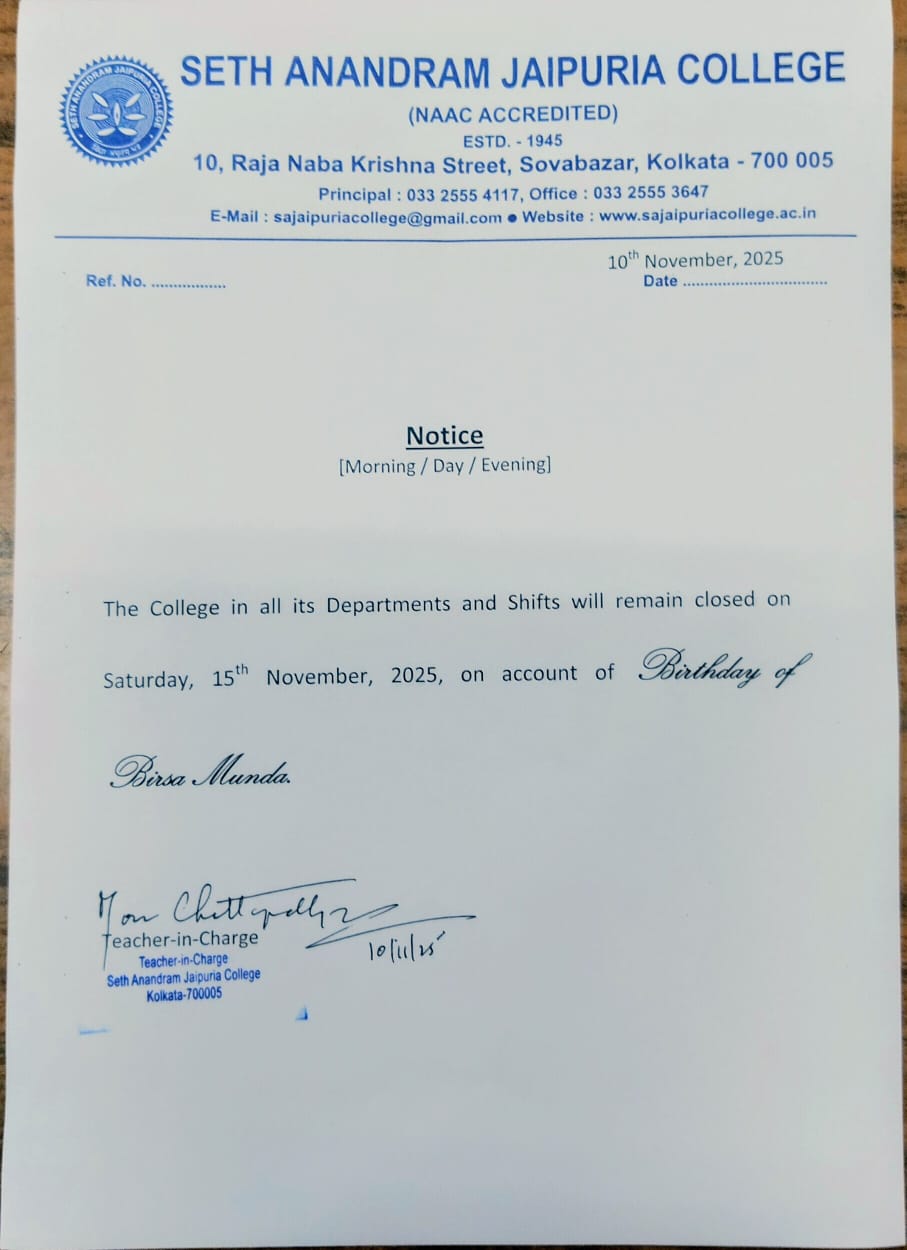 SETH ANANDRAM JAIPURIA COLLEGE
SETH ANANDRAM JAIPURIA COLLEGE
(NAAC ACCREDITED)
ESTD. - 1945
10, Raja Naba Krishna Street, Sovabazar, Kolkata - 700 005
Principal : 033 2555 4117, Office : 033 2555 3647
E-Mail : sajaipuriacollege@gmail.com ● Website : www.sajaipuriacollege.ac.in
10th November, 2025
Ref. No. ................. Date ................................
Notice
[Morning / Day / Evening]
The College in all its Departments and Shifts will remain closed on
Saturday, 15th November, 2025, on account of Birthday of
Birsa Munda.
Teacher-in-Charge
10/11/25
Teacher-in-Charge
Seth Anandram Jaipuria College
Kolkata-700005